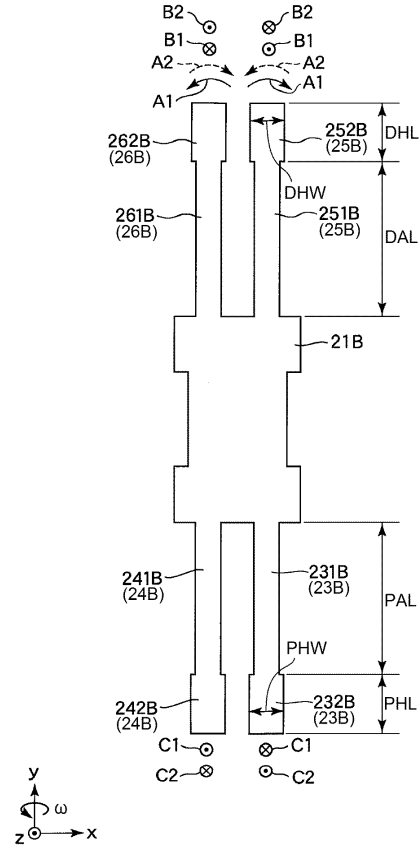 B2 B2
B1 B1
A2 A2
A1 A1
262B
(26B)
252B
(25B)
DHL
DHW
261B
(26B)
251B
(25B)
DAL
21B
241B
(24B)
231B
(23B)
PAL
PHW
242B
(24B)
232B
(23B)
PHL
C1 C1
C2 C2
y
ω
z x